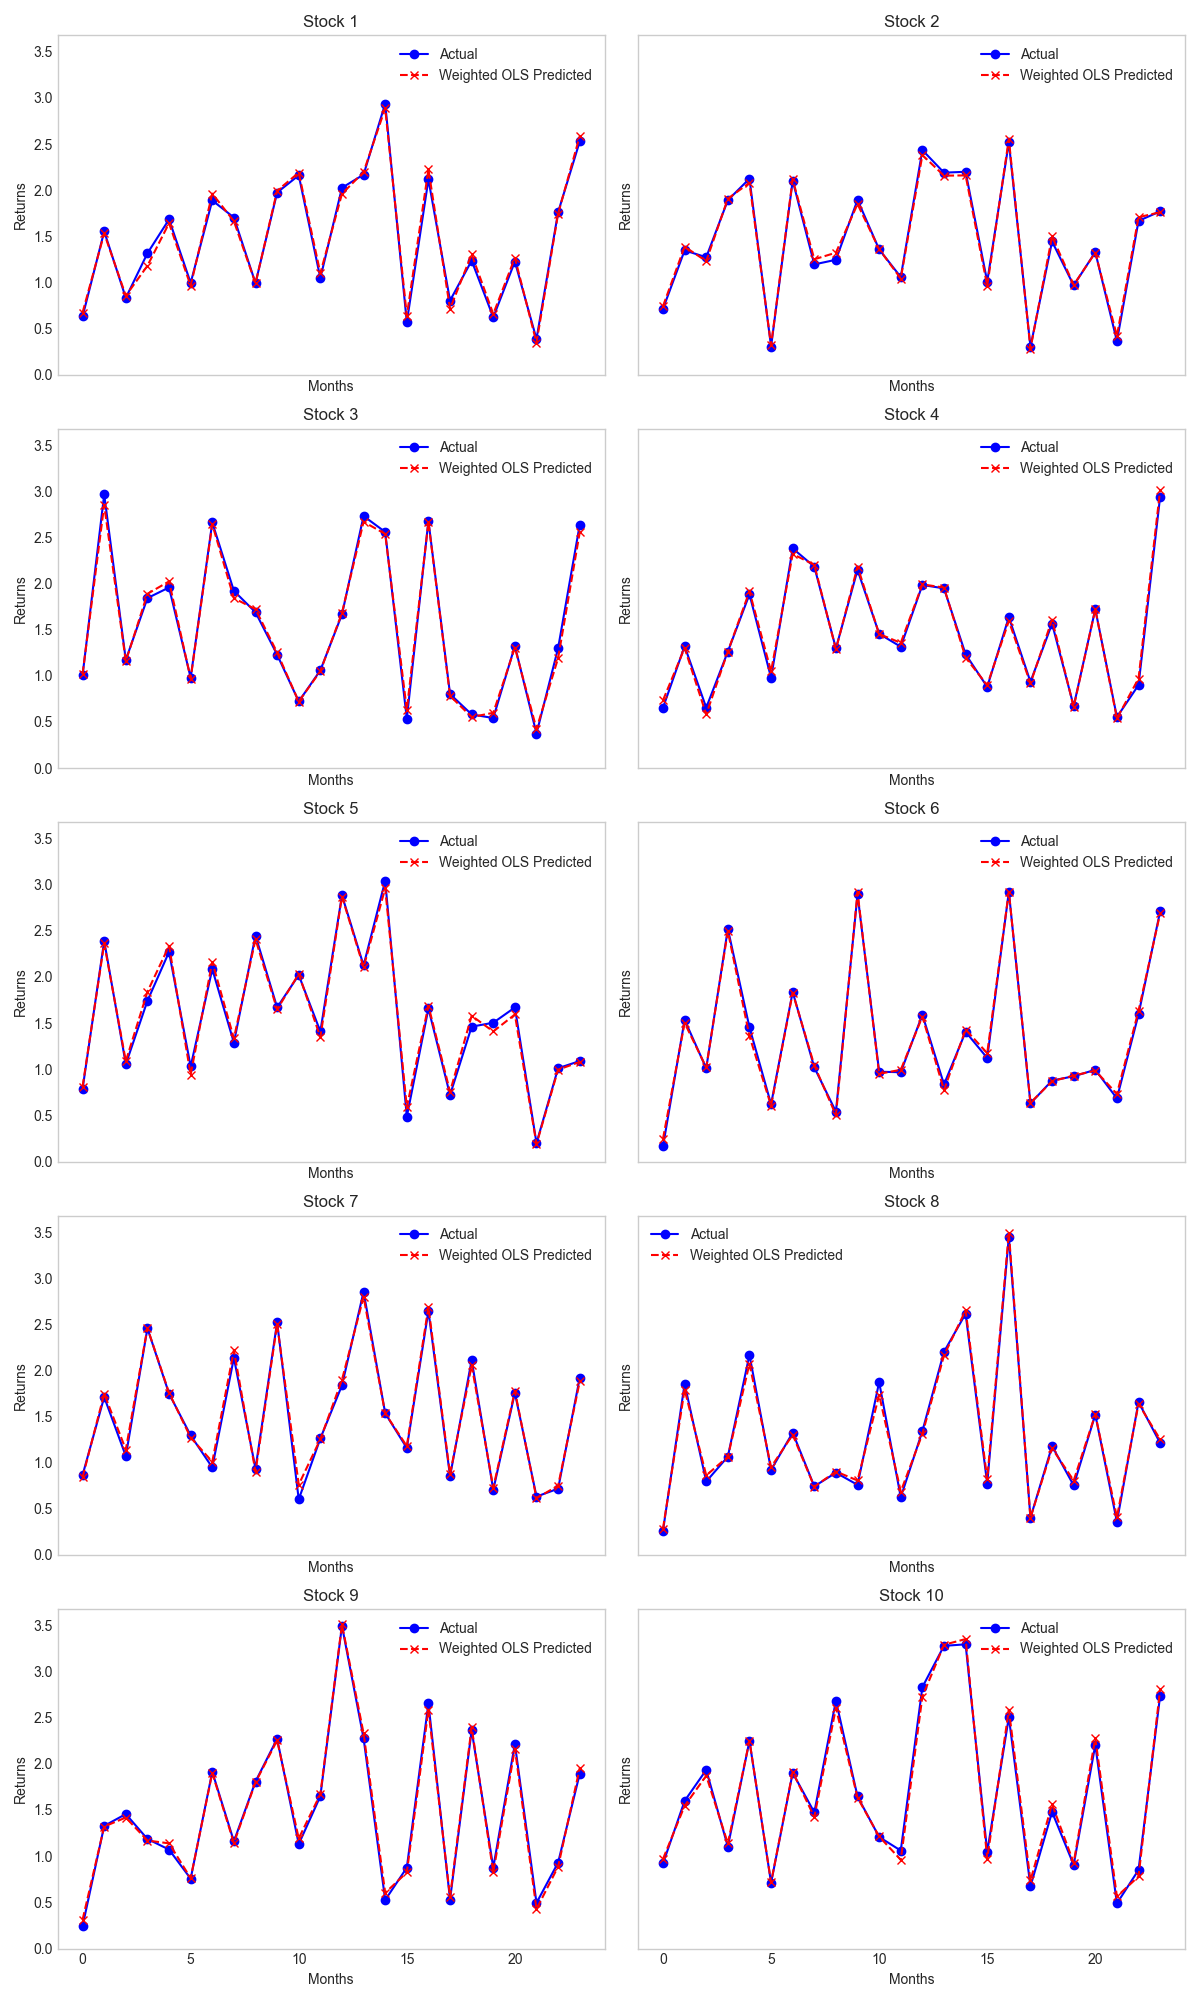 Stock 1
Actual
Weighted OLS Predicted
3.5
3.0
2.5
2.0
1.5
1.0
0.5
0.0
Returns
Months
Stock 2
Actual
Weighted OLS Predicted
Returns
Months
Stock 3
Actual
Weighted OLS Predicted
3.5
3.0
2.5
2.0
1.5
1.0
0.5
0.0
Returns
Months
Stock 4
Actual
Weighted OLS Predicted
Returns
Months
Stock 5
Actual
Weighted OLS Predicted
3.5
3.0
2.5
2.0
1.5
1.0
0.5
0.0
Returns
Months
Stock 6
Actual
Weighted OLS Predicted
Returns
Months
Stock 7
Actual
Weighted OLS Predicted
3.5
3.0
2.5
2.0
1.5
1.0
0.5
0.0
Returns
Months
Stock 8
Actual
Weighted OLS Predicted
Returns
Months
Stock 9
Actual
Weighted OLS Predicted
3.5
3.0
2.5
2.0
1.5
1.0
0.5
0.0
Returns
0 5 10 15 20
Months
Stock 10
Actual
Weighted OLS Predicted
Returns
0 5 10 15 20
Months